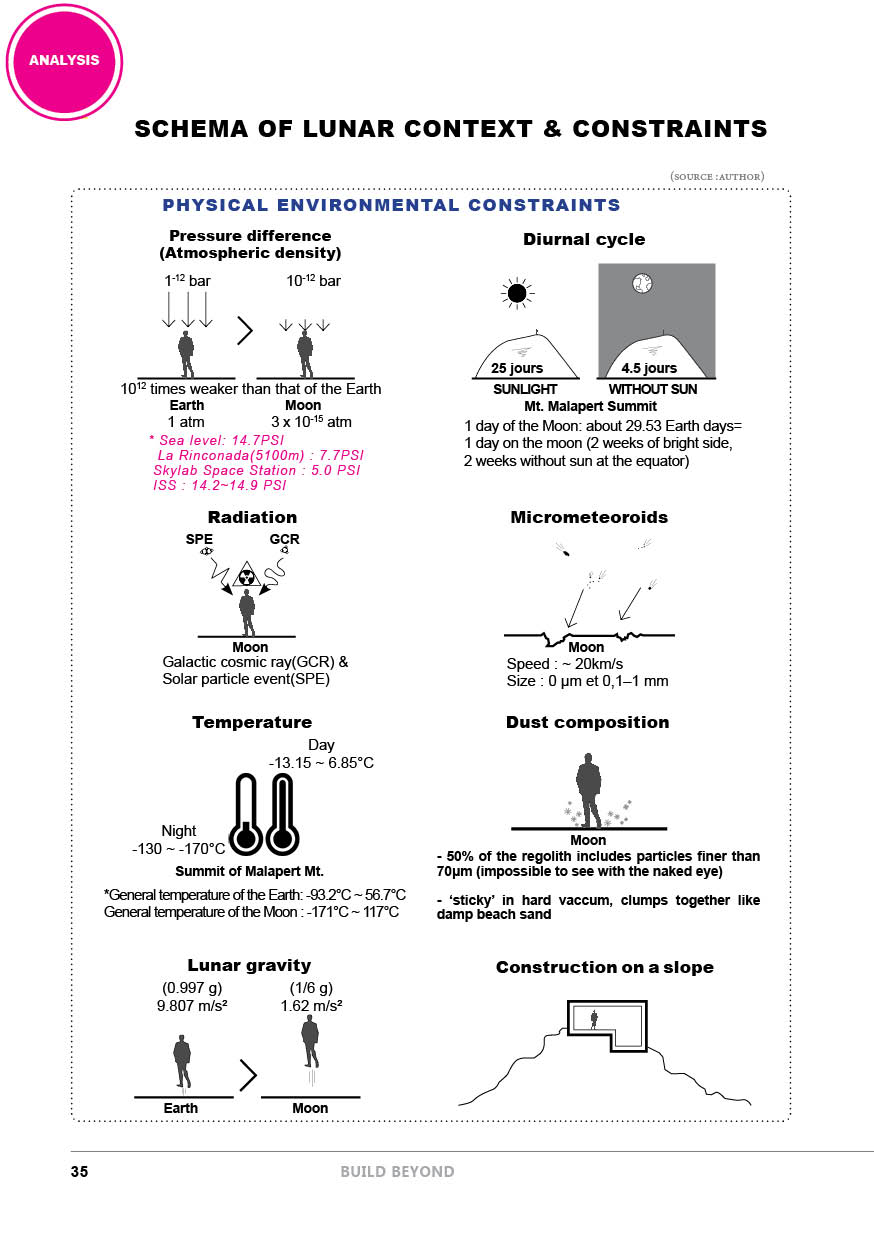 ANALYSIS
SCHEMA OF LUNAR CONTEXT & CONSTRAINTS
(SOURCE :AUTHOR)
PHYSICAL ENVIRONMENTAL CONSTRAINTS
Pressure difference
(Atmospheric density)
1-12 bar
10-12 bar
1012 times weaker than that of the Earth
Earth
Moon
1 atm
3 x 10-15 atm
* Sea level: 14.7PSI
La Rinconada(5100m) : 7.7PSI
Skylab Space Station : 5.0 PSI
ISS : 14.2~14.9 PSI
Diurnal cycle
25 jours
4.5 jours
SUNLIGHT
WITHOUT SUN
Mt. Malapert Summit
1 day of the Moon: about 29.53 Earth days=
1 day on the moon (2 weeks of bright side,
2 weeks without sun at the equator)
Radiation
SPE
GCR
Moon
Galactic cosmic ray(GCR) &
Solar particle event(SPE)
Micrometeoroids
Moon
Speed : ~ 20km/s
Size : 0 µm et 0,1–1 mm
Temperature
Day
-13.15 ~ 6.85°C
Night
-130 ~ -170°C
Summit of Malapert Mt.
*General temperature of the Earth: -93.2°C ~ 56.7°C
General temperature of the Moon : -171°C ~ 117°C
Dust composition
Moon
- 50% of the regolith includes particles finer than
70µm (impossible to see with the naked eye)
- ‘sticky’ in hard vaccum, clumps together like
damp beach sand
Lunar gravity
(0.997 g)
(1/6 g)
9.807 m/s²
1.62 m/s²
Earth
Moon
Construction on a slope
35
BUILD BEYOND